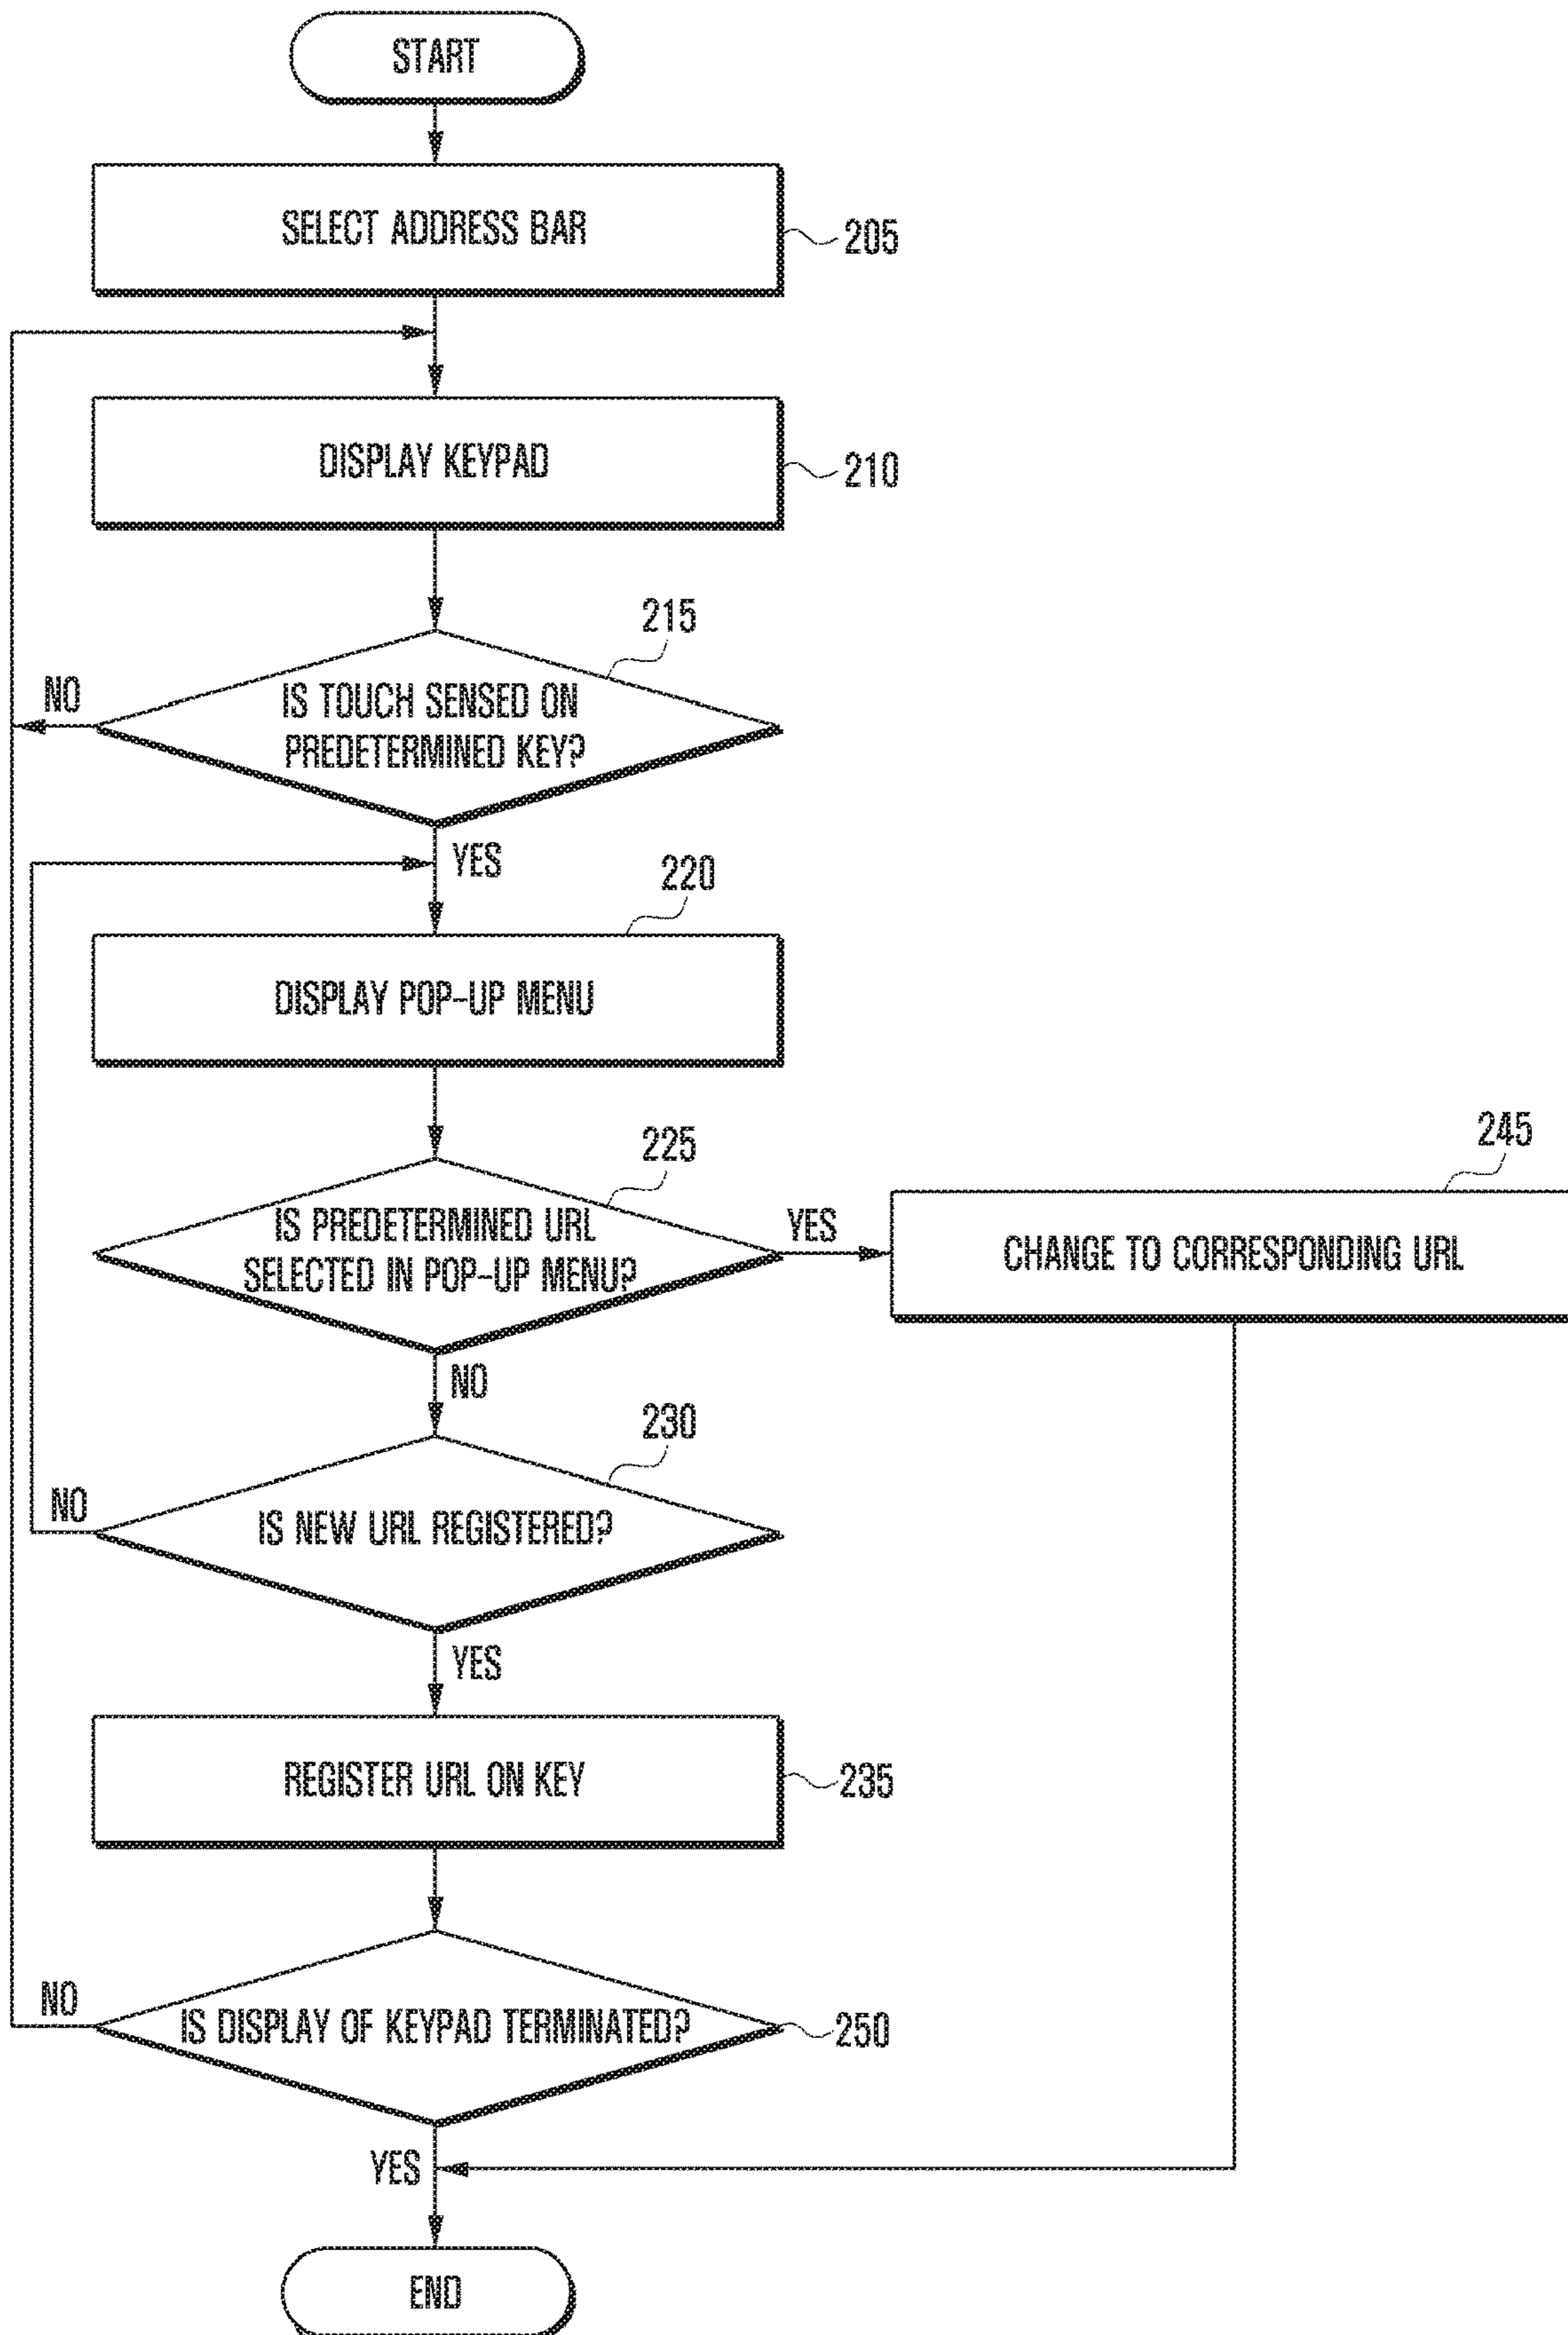 START
SELECT ADDRESS BAR
205
DISPLAY KEYPAD
210
215
IS TOUCH SENSED ON
PREDETERMINED KEY?
NO
YES
220
DISPLAY POP-UP MENU
225
IS PREDETERMINED URL
SELECTED IN POP-UP MENU?
YES
245
CHANGE TO CORRESPONDING URL
NO
230
IS NEW URL REGISTERED?
NO
YES
REGISTER URL ON KEY
235
NO
IS DISPLAY OF KEYPAD TERMINATED?
250
YES
END